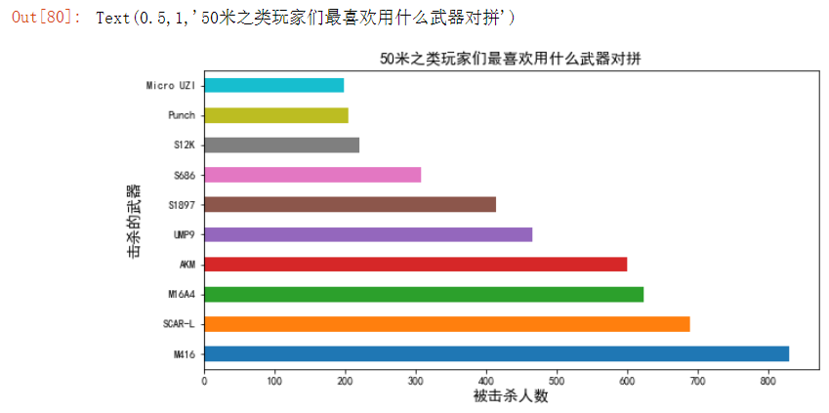 Out[80]: Text(0.5,1,'50米之类玩家们最喜欢用什么武器对拼')
50米之类玩家们最喜欢用什么武器对拼
击杀的武器
Micro UZI
Punch
S12K
S686
S1897
UMP9
AKM
M16A4
SCAR-L
M416
0 100 200 300 400 500 600 700 800
被击杀人数